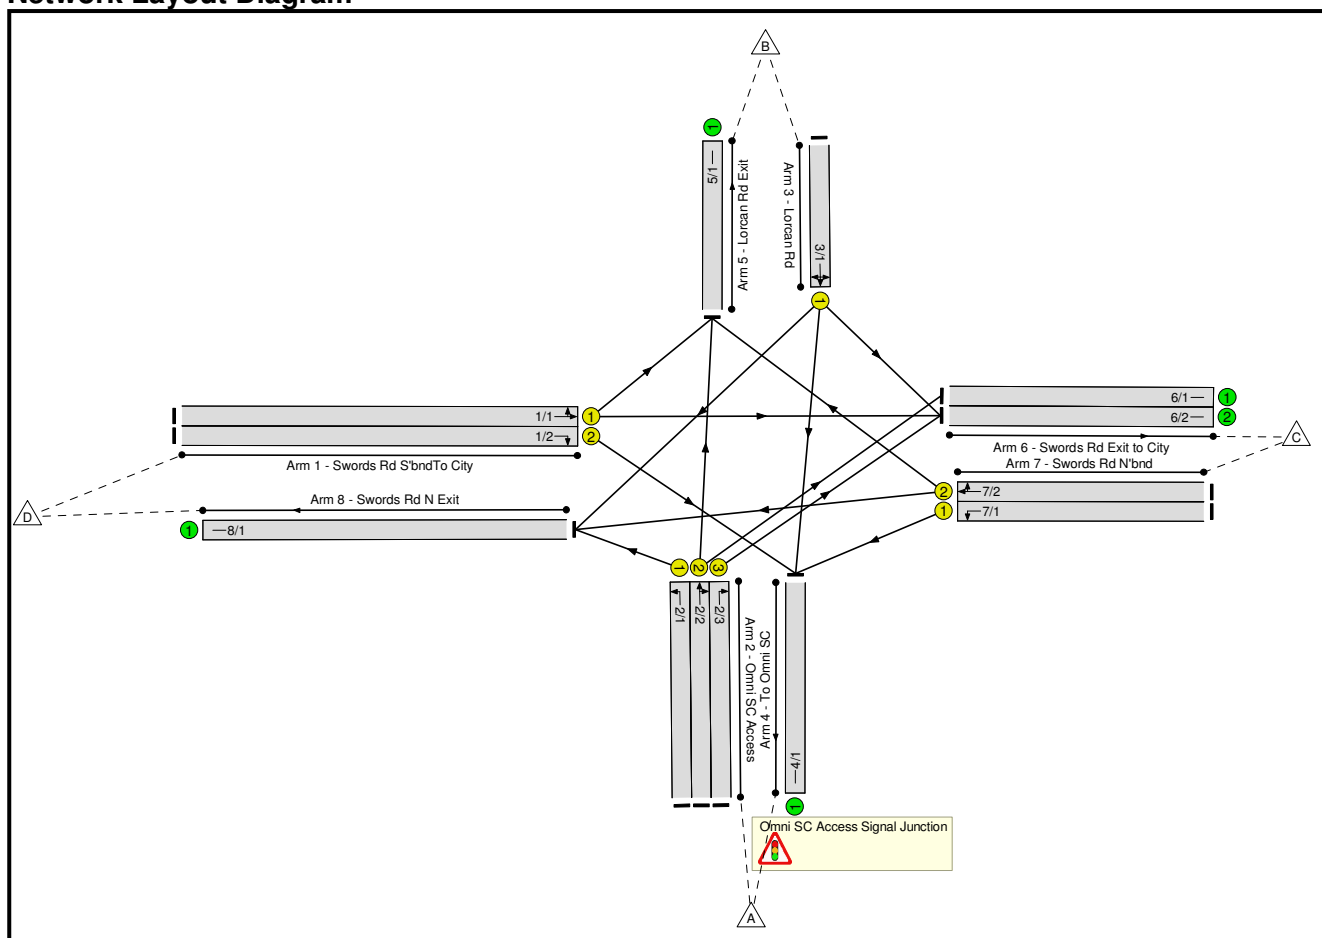 Network Layout Diagram
B
1
5/1
Arm 5 - Lorcan Rd Exit
Arm 3 - Lorcan Rd
3/1
1
1/1
1
1/2
2
Arm 1 - Swords Rd S'bndTo City
6/1
1
6/2
2
Arm 6 - Swords Rd Exit to City
C
Arm 7 - Swords Rd N'bnd
2
7/2
1
7/1
D
Arm 8 - Swords Rd N Exit
1
8/1
1
2
3
2/1
2/2
2/3
Arm 2 - Omni SC Access
Arm 4 - To Omni SC
4/1
1
Omni SC Access Signal Junction
A